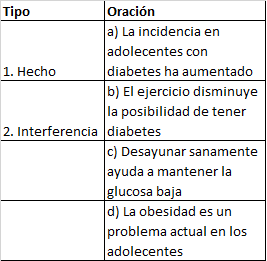 Tipo Oración
a) La incidencia en
adolecentes con
1. Hecho diabetes ha aumentado
b) El ejercicio disminuye
la posibilidad de tener
2. Interferencia diabetes
c) Desayunar sanamente
ayuda a mantener la
glucosa baja
d) La obesidad es un
problema actual en los
adolecentes